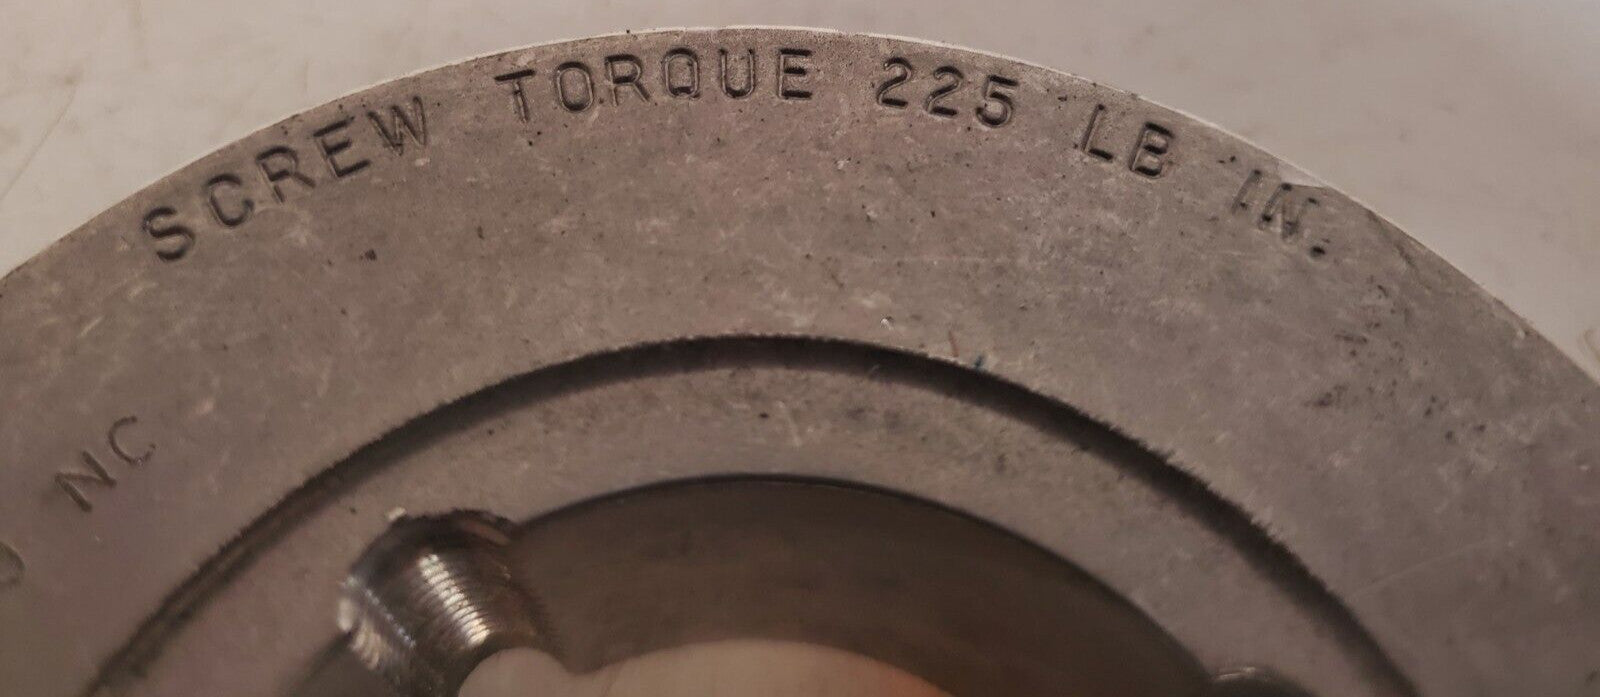 SCREW TORQUE 225 LB IN.
NC